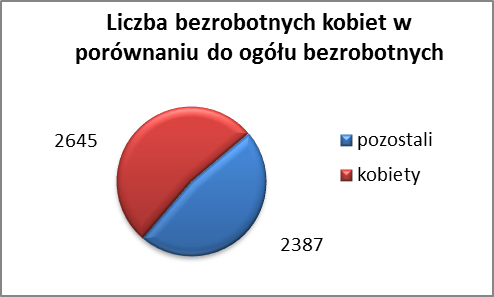 Liczba bezrobotnych kobiet w
porównaniu do ogółu bezrobotnych
2645
pozostali
kobiety
2387